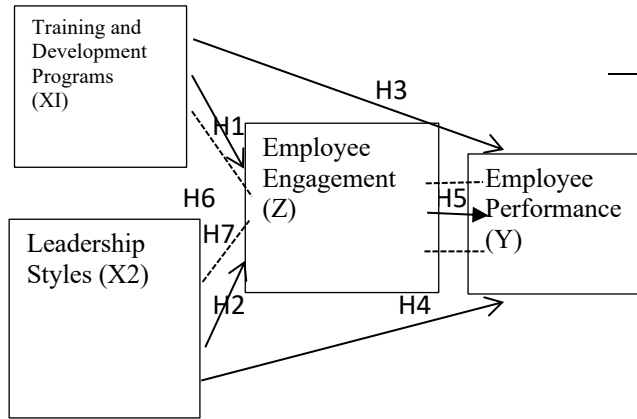 Training and
Development
Programs
(XI)
H3
H1
Employee
Engagement
(Z)
Employee
Performance
(Y)
H5
H6
H7
Leadership
Styles (X2)
H2
H4